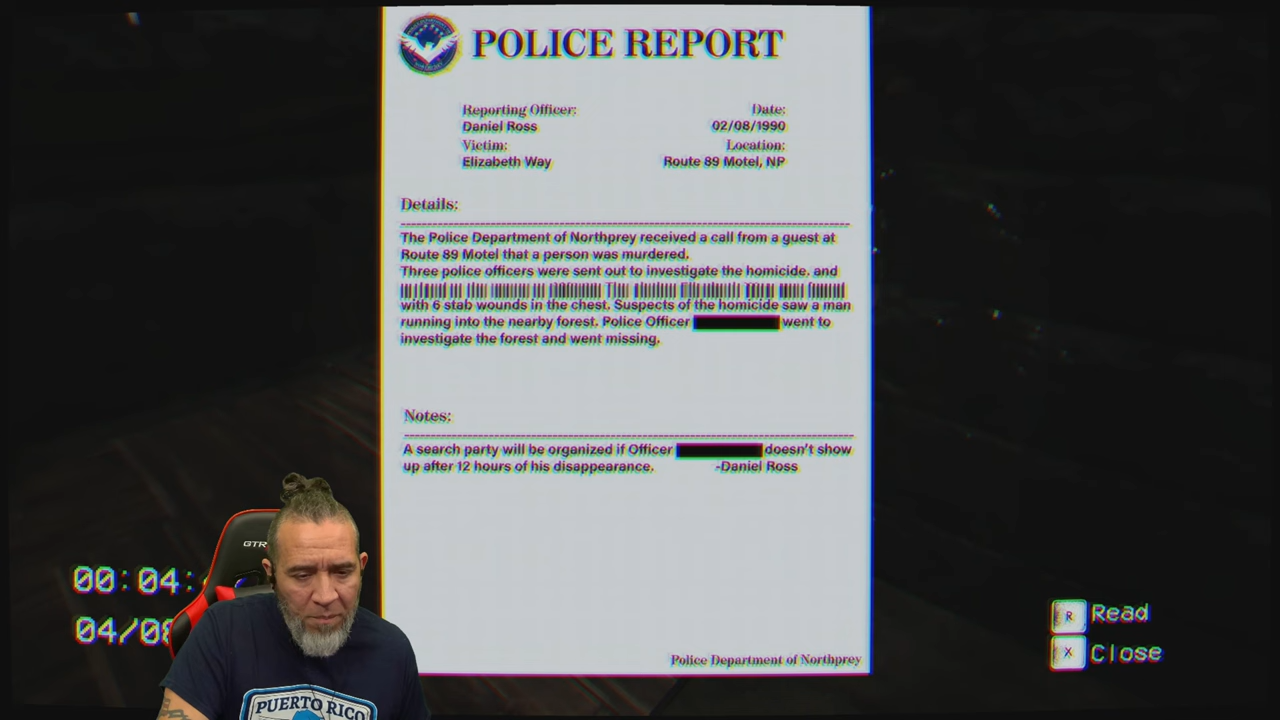 POLICE REPORT
Reporting Officer:
Date:
Daniel Ross
02/08/1990
Victim:
Location:
Elizabeth Way
Route 89 Motel, NP
Details:
The Police Department of Northprey received a call from a guest at
Route 89 Motel that a person was murdered.
Three police officers were sent out to investigate the homicide. and
with 6 stab wounds in the chest. Suspects of the homicide saw a man
running into the nearby forest. Police Officer went to
investigate the forest and went missing.
Notes:
A search party will be organized if Officer doesn't show
up after 12 hours of his disappearance. -Daniel Ross
Police Department of Northprey
00:04:
04/08
GTR
PUERTO RICO
R Read
X Close